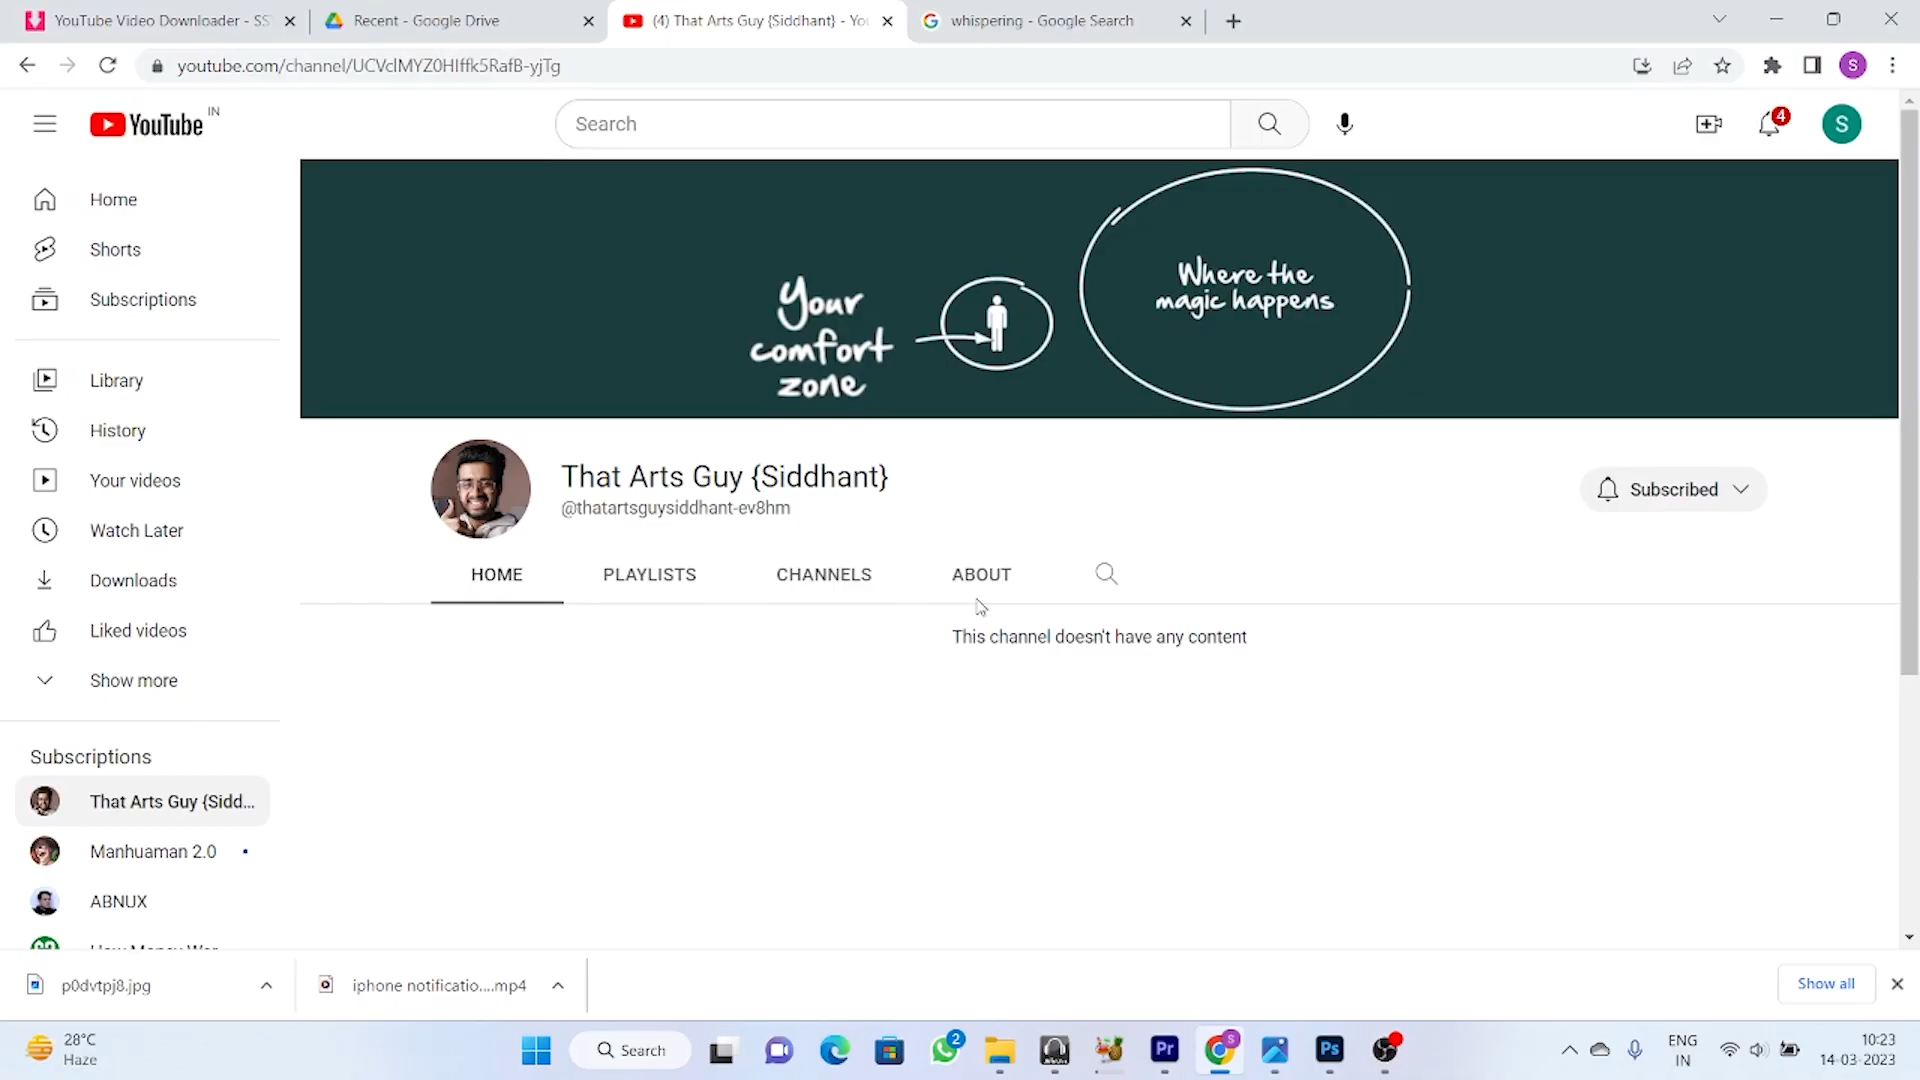 YouTube Video Downloader - SS
Recent - Google Drive
(4) That Arts Guy {Siddhant} - You
whispering - Google Search
youtube.com/channel/UCVclMYZ0HIffk5RafB-yjTg
S
YouTube IN
Search
4
S
Home
Shorts
Subscriptions
Library
History
Your videos
Watch Later
Downloads
Liked videos
Show more
Subscriptions
That Arts Guy {Sidd...
Manhuaman 2.0
ABNUX
Your
comfort
zone
Where the
magic happens
That Arts Guy {Siddhant}
@thatartsguysiddhant-ev8hm
Subscribed
HOME
PLAYLISTS
CHANNELS
ABOUT
This channel doesn't have any content
p0dvtpj8.jpg
iphone notificatio....mp4
Show all
28°C
Haze
Search
2
Pr
S
Ps
ENG
IN
10:23
14-03-2023